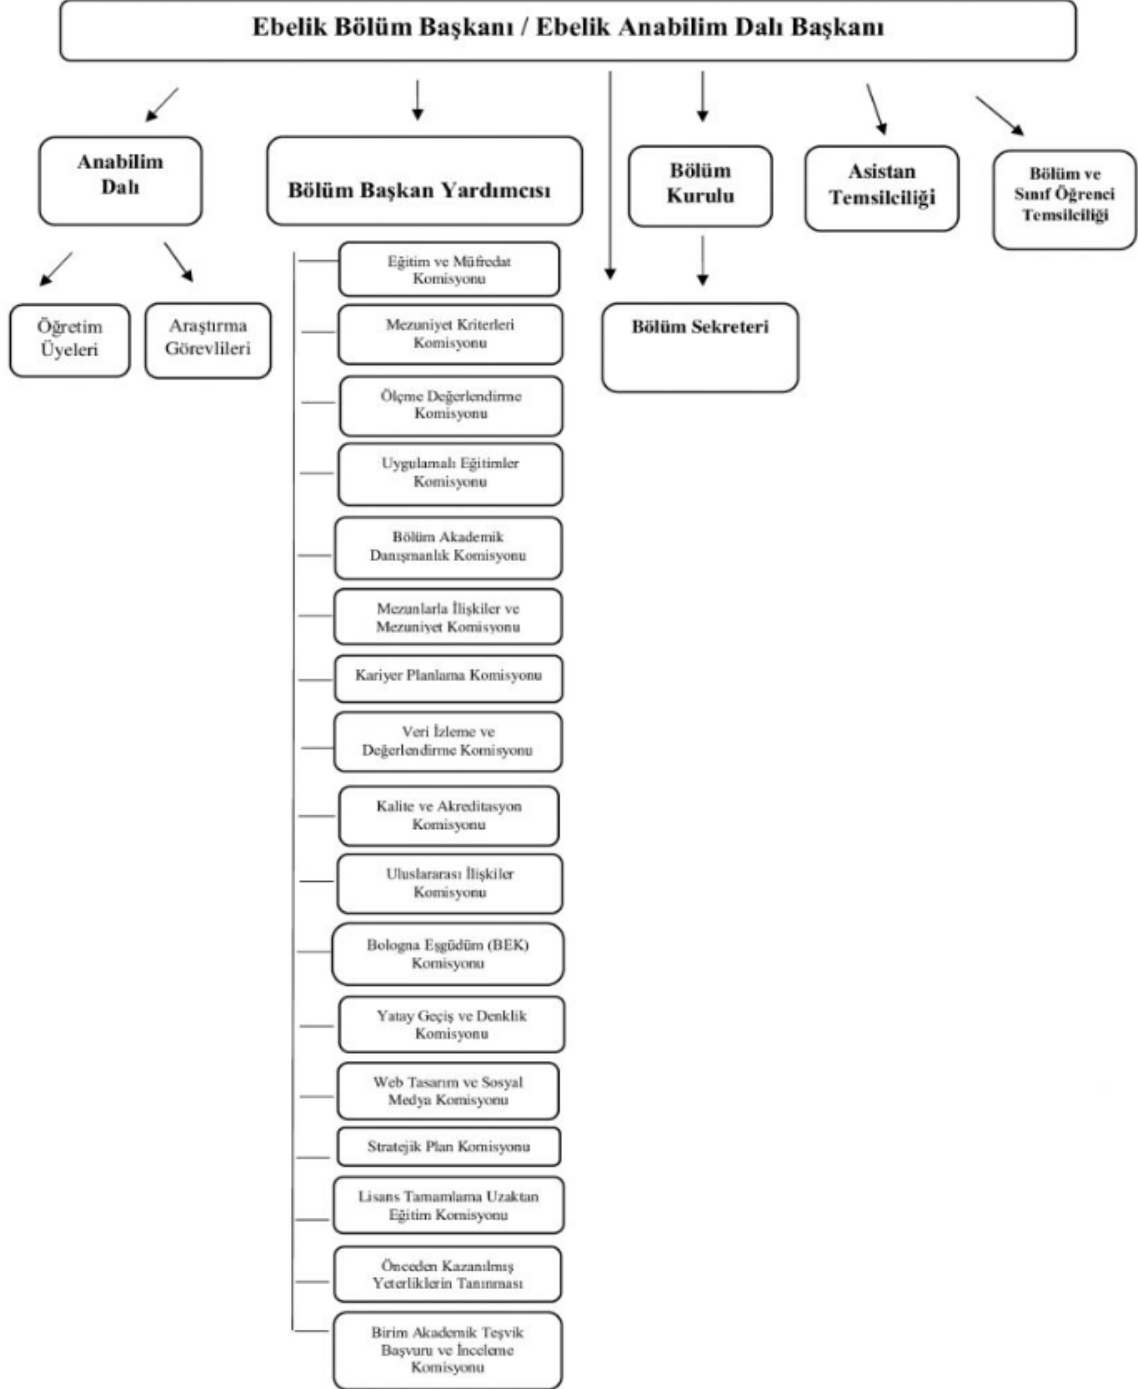 Ebelik Bölüm Başkanı / Ebelik Anabilim Dalı Başkanı
Anabilim
Dalı
Bölüm Başkan Yardımcısı
Bölüm
Kurulu
Asistan
Temsilciliği
Bölüm ve
Sınıf Öğrenci
Temsilciliği
Öğretim
Üyeleri
Araştırma
Görevlileri
Bölüm Sekreteri
Eğitim ve Müfredat
Komisyonu
Mezuniyet Kriterleri
Komisyonu
Ölçme Değerlendirme
Komisyonu
Uygulamalı Eğitimler
Komisyonu
Bölüm Akademik
Danışmanlık Komisyonu
Mezunlarla İlişkiler ve
Mezuniyet Komisyonu
Kariyer Planlama Komisyonu
Veri İzleme ve
Değerlendirme Komisyonu
Kalite ve Akreditasyon
Komisyonu
Uluslararası İlişkiler
Komisyonu
Bologna Eşgüdüm (BEK)
Komisyonu
Yatay Geçiş ve Denklik
Komisyonu
Web Tasarım ve Sosyal
Medya Komisyonu
Stratejik Plan Komisyonu
Lisans Tamamlama Uzaktan
Eğitim Komisyonu
Önceden Kazanılmış
Yeterliklerin Tanınması
Birim Akademik Teşvik
Başvuru ve İnceleme
Komisyonu